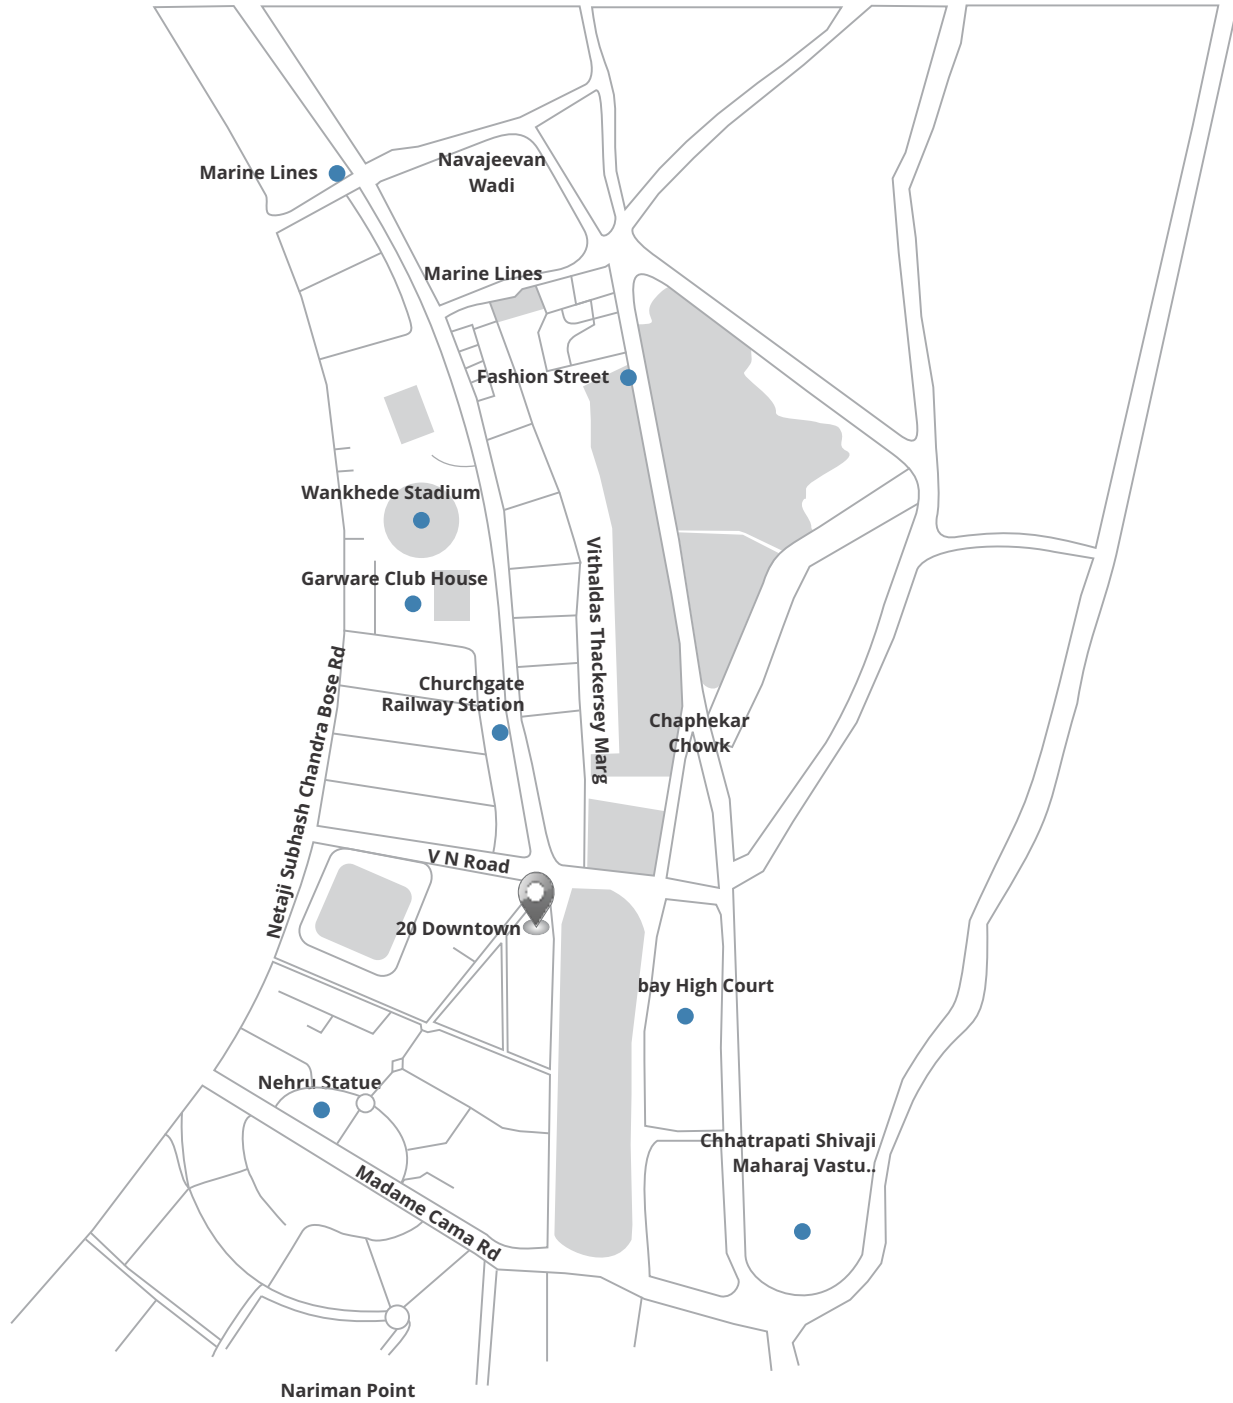 Navajeevan
Wadi
Marine Lines
Marine Lines
Fashion Street
Wankhede Stadium
Garware Club House
Vithaldas Thackersey Marg
Netaji Subhash Chandra Bose Rd
Churchgate
Railway Station
Chaphekar
Chowk
V N Road
20 Downtown
bay High Court
Nehru Statue
Chhatrapati Shivaji
Maharaj Vastu..
Madame Cama Rd
Nariman Point